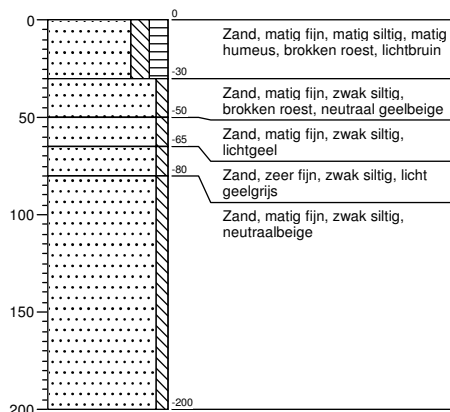 0
0
Zand, matig fijn, matig siltig, matig
humeus, brokken roest, lichtbruin
-30
Zand, matig fijn, zwak siltig,
brokken roest, neutraal geelbeige
50
-50
Zand, matig fijn, zwak siltig,
lichtgeel
-65
Zand, zeer fijn, zwak siltig, licht
geelgrijs
-80
Zand, matig fijn, zwak siltig,
neutraalbeige
100
150
200
-200